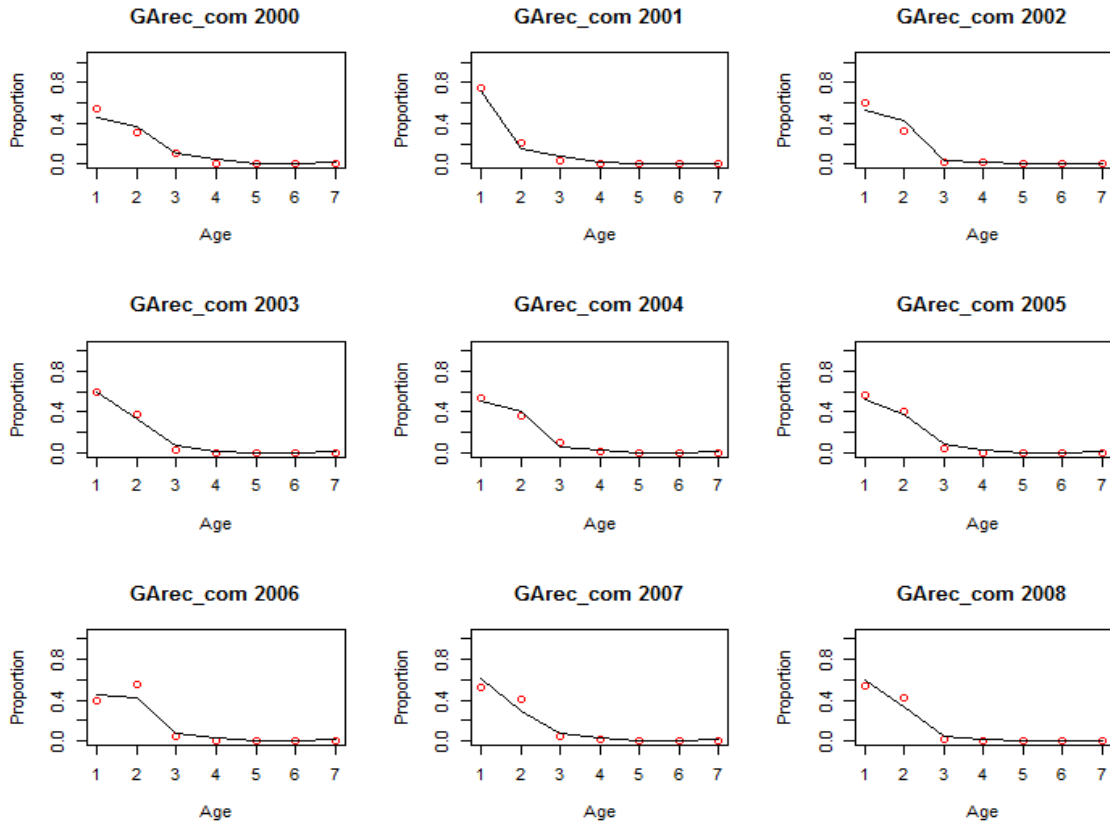 GArec_com 2000
Proportion
0.0 0.4 0.8
1 2 3 4 5 6 7
Age
GArec_com 2001
Proportion
0.0 0.4 0.8
1 2 3 4 5 6 7
Age
GArec_com 2002
Proportion
0.0 0.4 0.8
1 2 3 4 5 6 7
Age
GArec_com 2003
Proportion
0.0 0.4 0.8
1 2 3 4 5 6 7
Age
GArec_com 2004
Proportion
0.0 0.4 0.8
1 2 3 4 5 6 7
Age
GArec_com 2005
Proportion
0.0 0.4 0.8
1 2 3 4 5 6 7
Age
GArec_com 2006
Proportion
0.0 0.4 0.8
1 2 3 4 5 6 7
Age
GArec_com 2007
Proportion
0.0 0.4 0.8
1 2 3 4 5 6 7
Age
GArec_com 2008
Proportion
0.0 0.4 0.8
1 2 3 4 5 6 7
Age